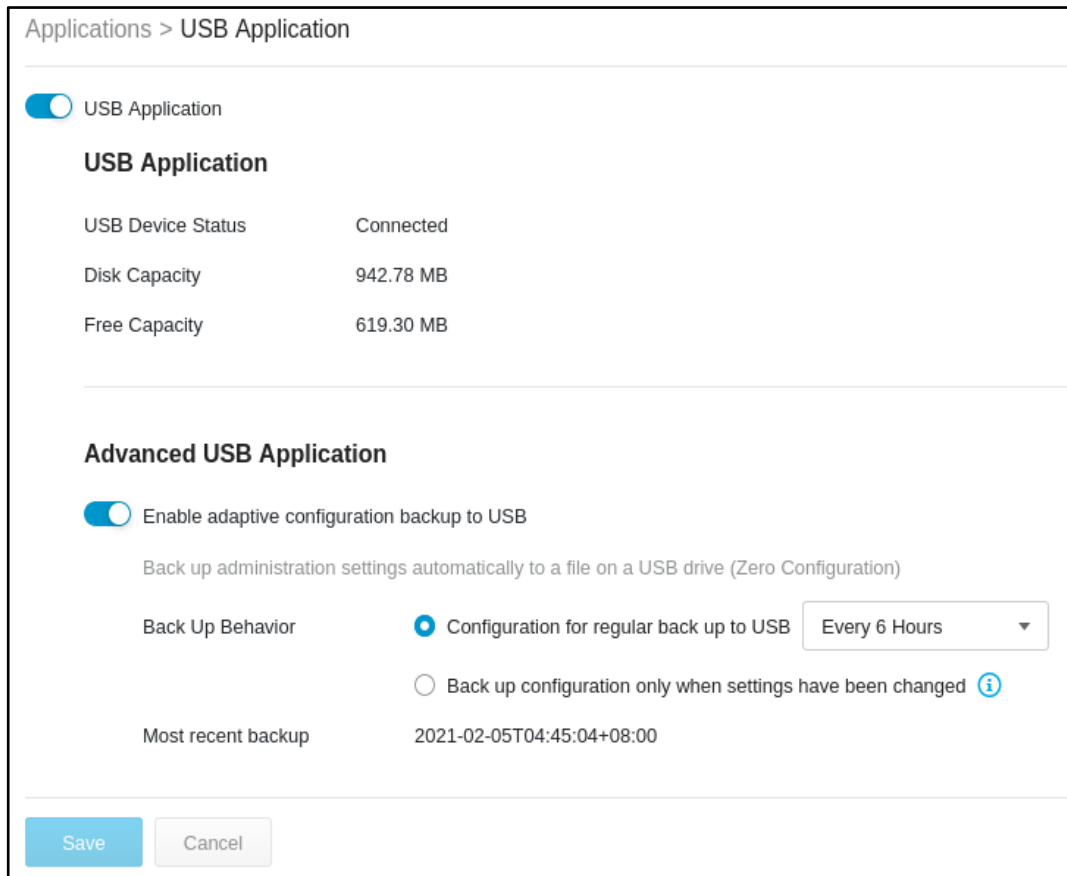 Applications > USB Application
USB Application
USB Application
USB Device Status Connected
Disk Capacity 942.78 MB
Free Capacity 619.30 MB
Advanced USB Application
Enable adaptive configuration backup to USB
Back up administration settings automatically to a file on a USB drive (Zero Configuration)
Back Up Behavior Configuration for regular back up to USB Every 6 Hours
Back up configuration only when settings have been changed
Most recent backup 2021-02-05T04:45:04+08:00
Save Cancel